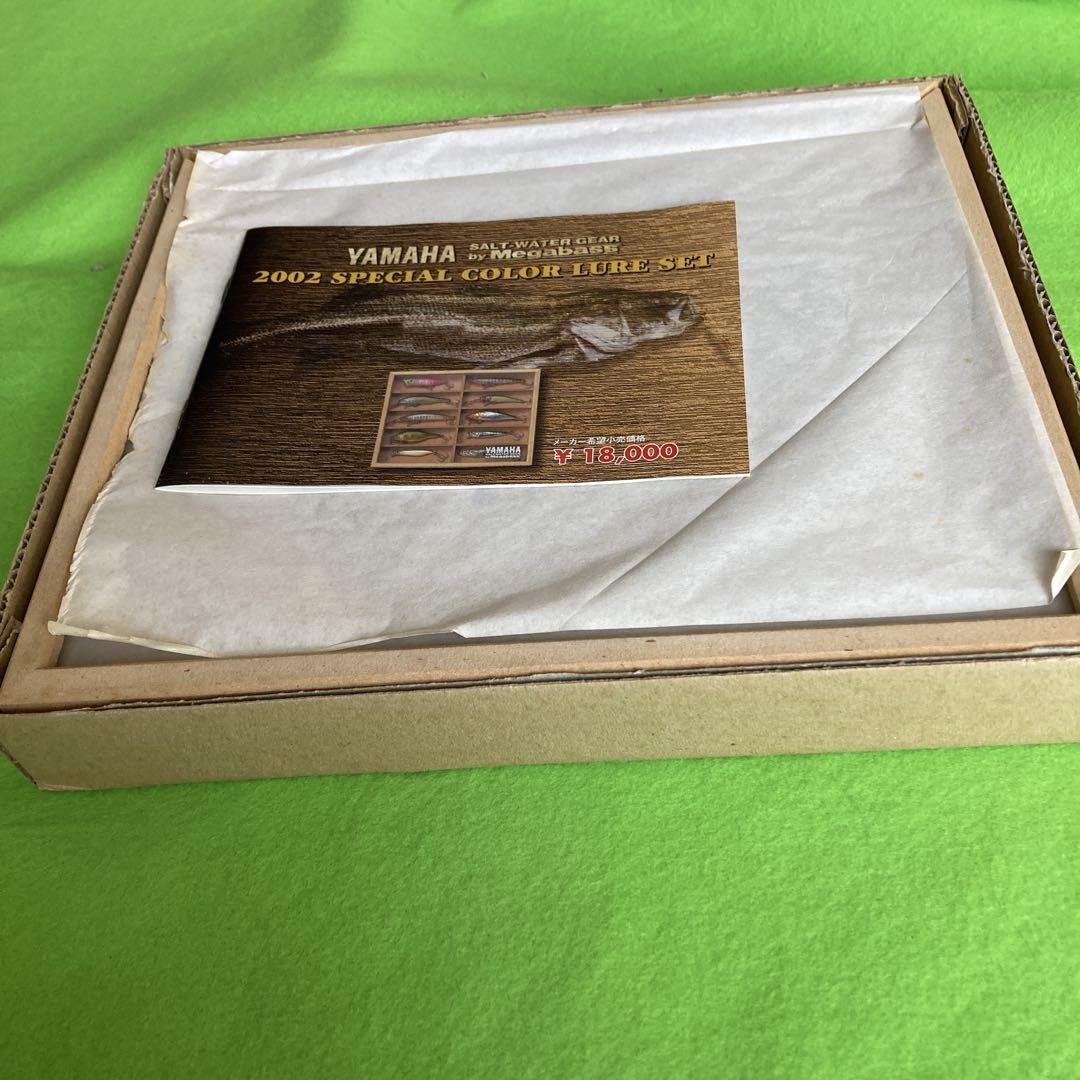 YAMAHA SALT-WATER GEAR
by Megabass
2002 SPECIAL COLOR LURE SET
メーカー希望小売価格
¥ 18,000
YAMAHA